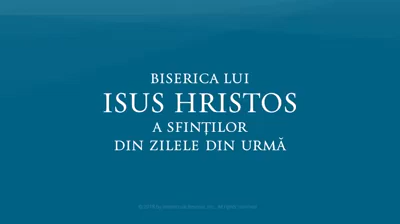 BISERICA LUI
ISUS HRISTOS
A SFINȚILOR
DIN ZILELE DIN URMĂ